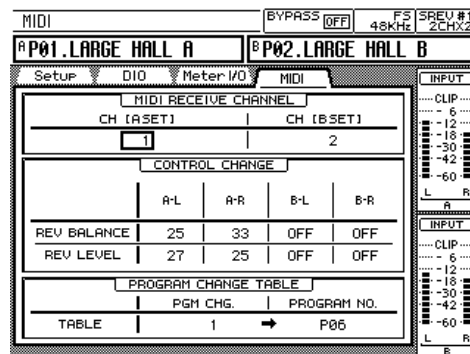 MIDI BYPASS OFF FS 48KHz SREV #1 2CHX2
A P01.LARGE HALL A B P02.LARGE HALL B
Setup DIO Meter I/O MIDI
MIDI RECEIVE CHANNEL
CH [ASET] CH [BSET]
1 2
CONTROL CHANGE
A-L A-R B-L B-R
REV BALANCE 25 33 OFF OFF
REV LEVEL 27 25 OFF OFF
PROGRAM CHANGE TABLE
PGM CHG. PROGRAM NO.
TABLE 1 → P06
INPUT
CLIP
6
12
18
30
42
60
L R
A
INPUT
CLIP
6
12
18
30
42
60
L R
B